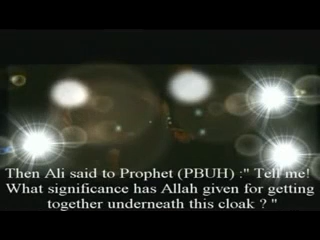 Then Ali said to Prophet (PBUH) :" Tell me!
What significance has Allah given for getting
together underneath this cloak ? "